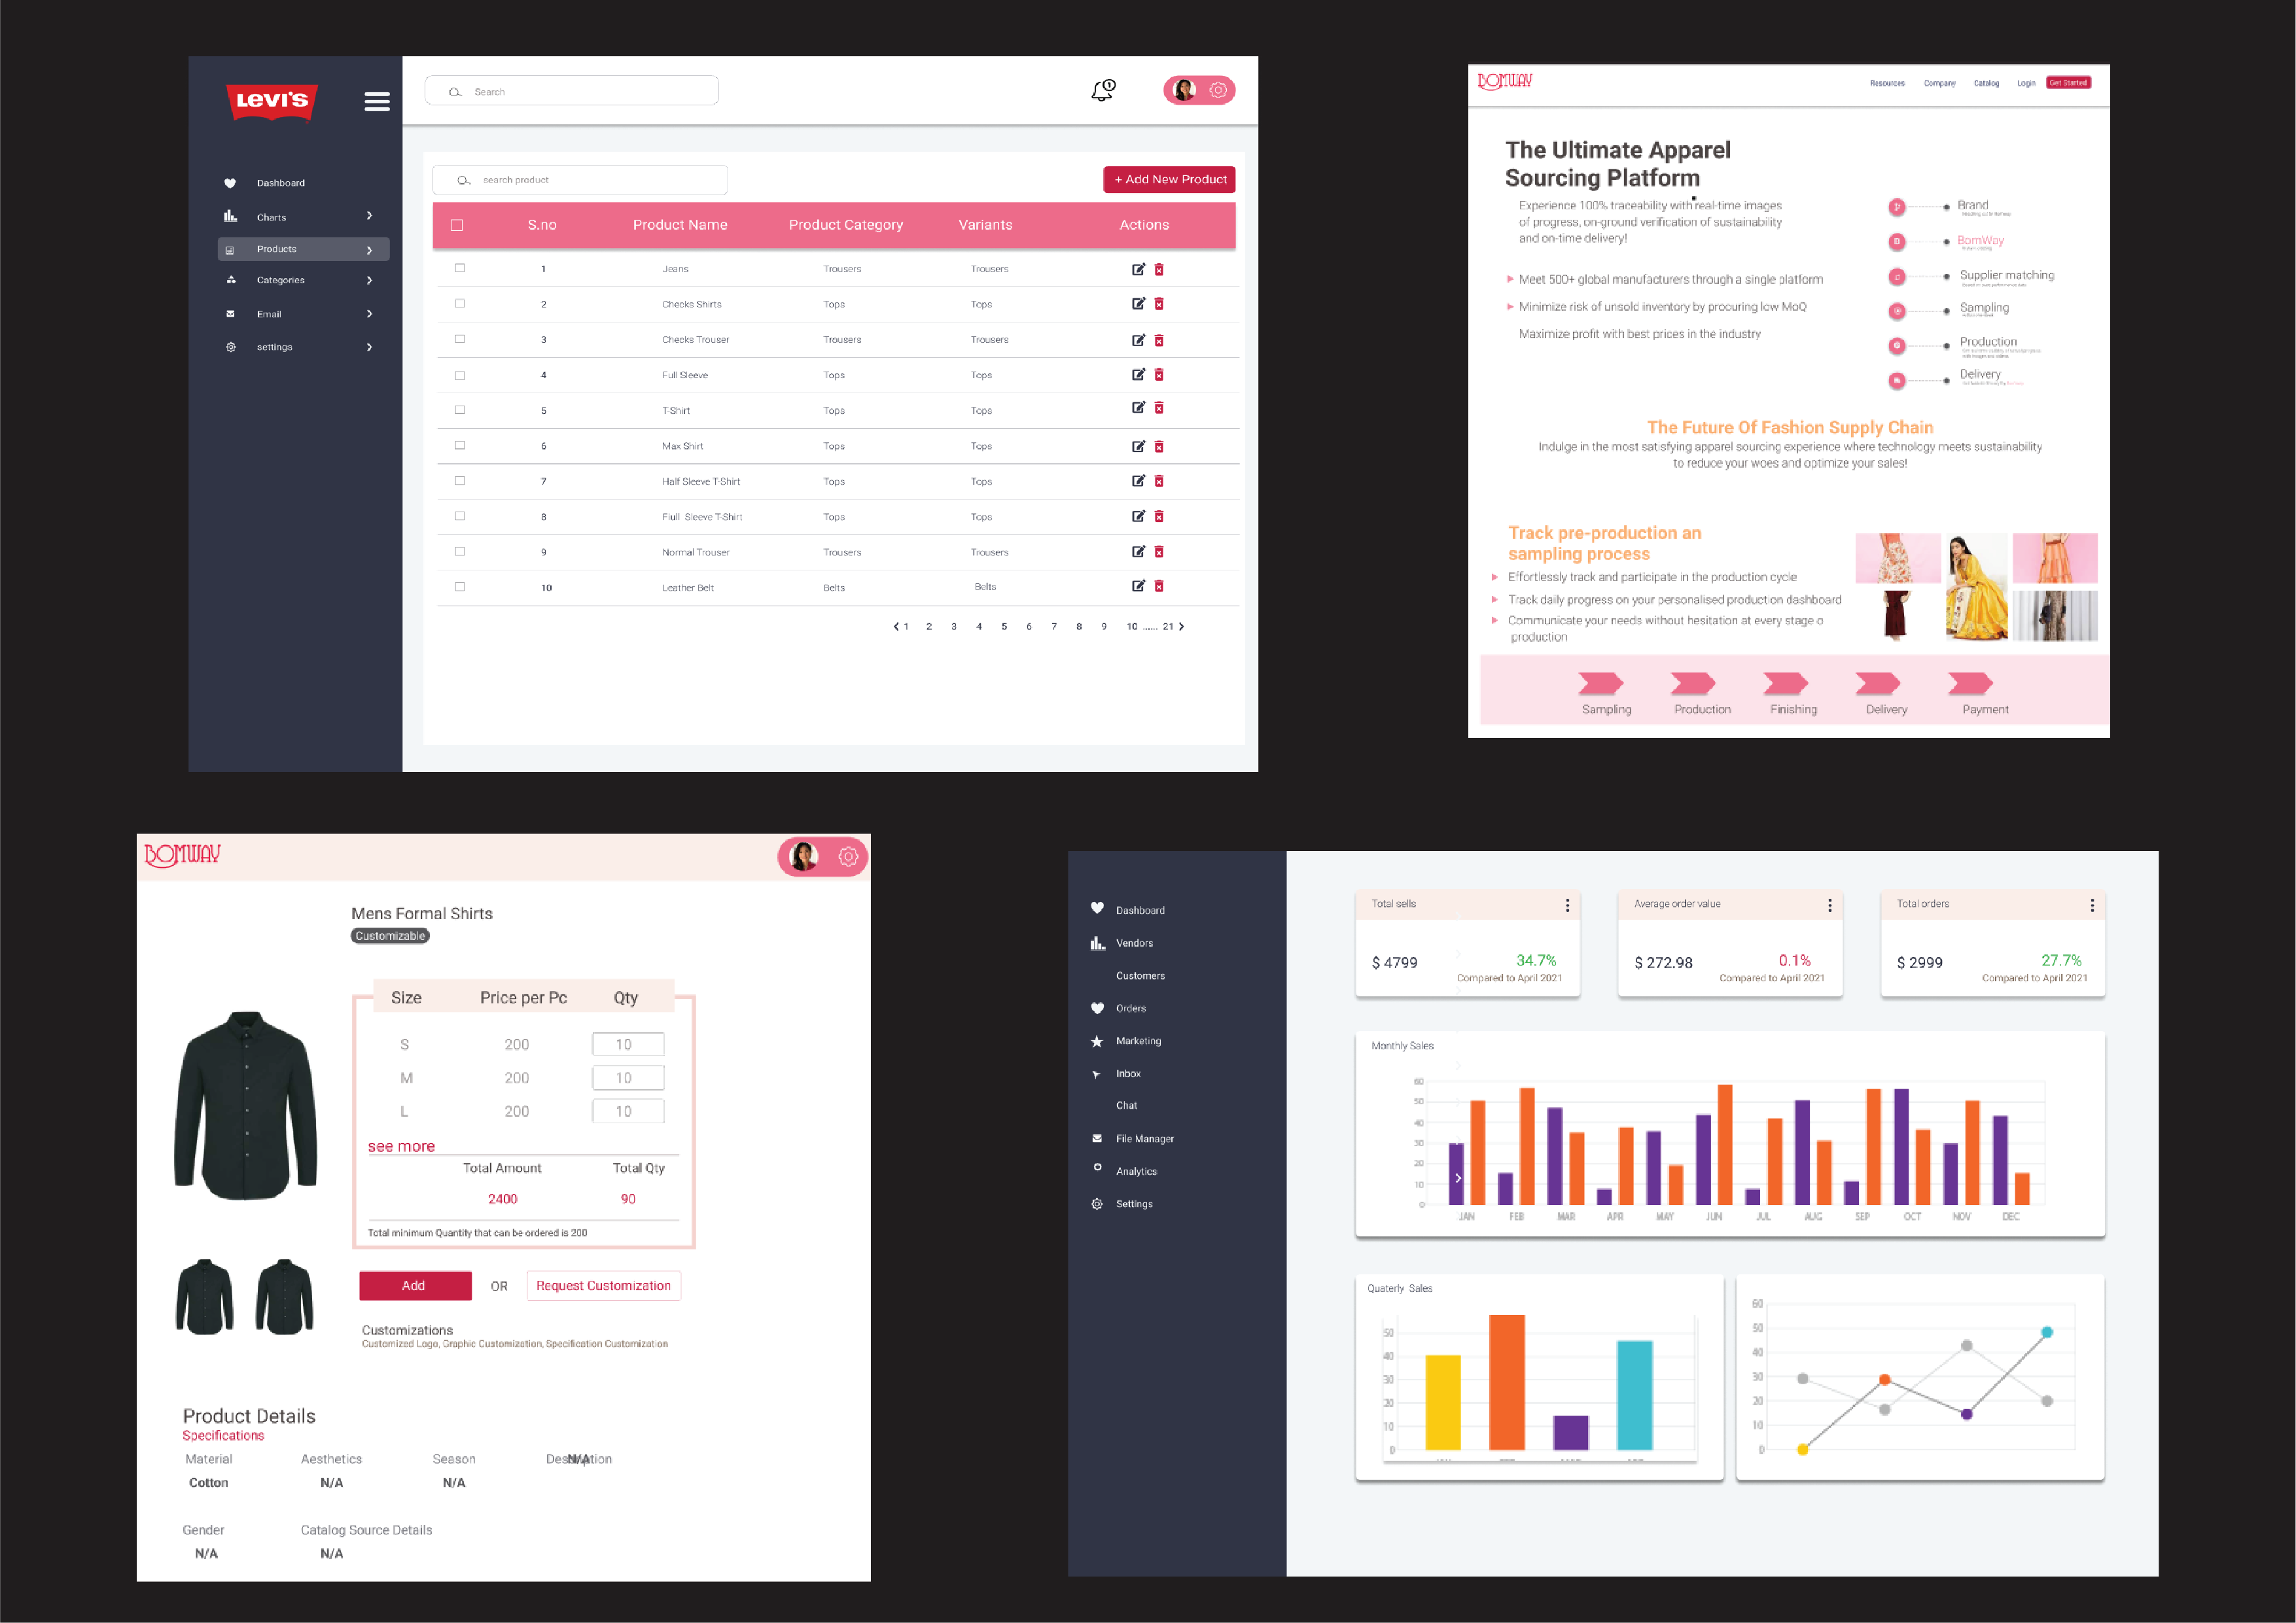 LEVI'S
Search
1
Dashboard
Charts
Products
Categories
Email
settings
search product
+ Add New Product
S.no Product Name Product Category Variants Actions
1 Jeans Trousers Trousers
2 Checks Shirts Tops Tops
3 Checks Trouser Trousers Trousers
4 Full Sleeve Tops Tops
5 T-Shirt Tops Tops
6 Max Shirt Tops Tops
7 Half Sleeve T-Shirt Tops Tops
8 Fiull Sleeve T-Shirt Tops Tops
9 Normal Trouser Trousers Trousers
10 Leather Belt Belts Belts
1 2 3 4 5 6 7 8 9 10 ...... 21
BOMWAY
Resources Company Catalog Login Get Started
The Ultimate Apparel
Sourcing Platform
Experience 100% traceability with real-time images
of progress, on-ground verification of sustainability
and on-time delivery!
Meet 500+ global manufacturers through a single platform
Minimize risk of unsold inventory by procuring low MoQ
Maximize profit with best prices in the industry
Brand
BomWay
Supplier matching
Sampling
Production
Delivery
The Future Of Fashion Supply Chain
Indulge in the most satisfying apparel sourcing experience where technology meets sustainability
to reduce your woes and optimize your sales!
Track pre-production an
sampling process
Effortlessly track and participate in the production cycle
Track daily progress on your personalised production dashboard
Communicate your needs without hesitation at every stage o
production
Sampling Production Finishing Delivery Payment
BOMWAY
Mens Formal Shirts
Customizable
Size Price per Pc Qty
S 200 10
M 200 10
L 200 10
see more
Total Amount Total Qty
2400 90
Total minimum Quantity that can be ordered is 200
Add OR Request Customization
Customizations
Customized Logo, Graphic Customization, Specification Customization
Product Details
Specifications
Material Aesthetics Season Description
Cotton N/A N/A N/A
Gender Catalog Source Details
N/A N/A
Dashboard
Vendors
Customers
Orders
Marketing
Inbox
Chat
File Manager
Analytics
Settings
Total sells
$ 4799 34.7%
Compared to April 2021
Average order value
$ 272.98 0.1%
Compared to April 2021
Total orders
$ 2999 27.7%
Compared to April 2021
Monthly Sales
60
50
40
30
20
10
0
JAN FEB MAR APR MAY JUN JUL AUG SEP OCT NOV DEC
Quaterly Sales
50
40
30
20
10
0
60
50
40
30
20
10
0